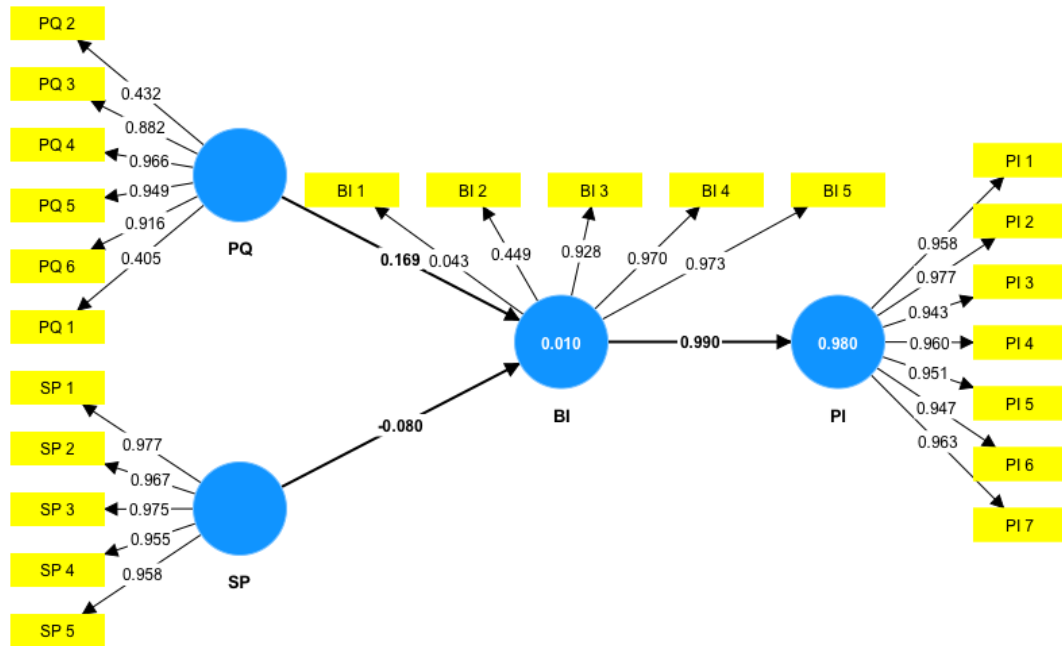 PQ 2
PQ 3
PQ 4
PQ 5
PQ 6
PQ 1
0.432
0.882
0.966
0.949
0.916
0.405
PQ
SP 1
SP 2
SP 3
SP 4
SP 5
0.977
0.967
0.975
0.955
0.958
SP
0.169
-0.080
BI 1
BI 2
BI 3
BI 4
BI 5
0.043
0.449
0.928
0.970
0.973
0.010
BI
0.990
0.980
PI
0.958
0.977
0.943
0.960
0.951
0.947
0.963
PI 1
PI 2
PI 3
PI 4
PI 5
PI 6
PI 7